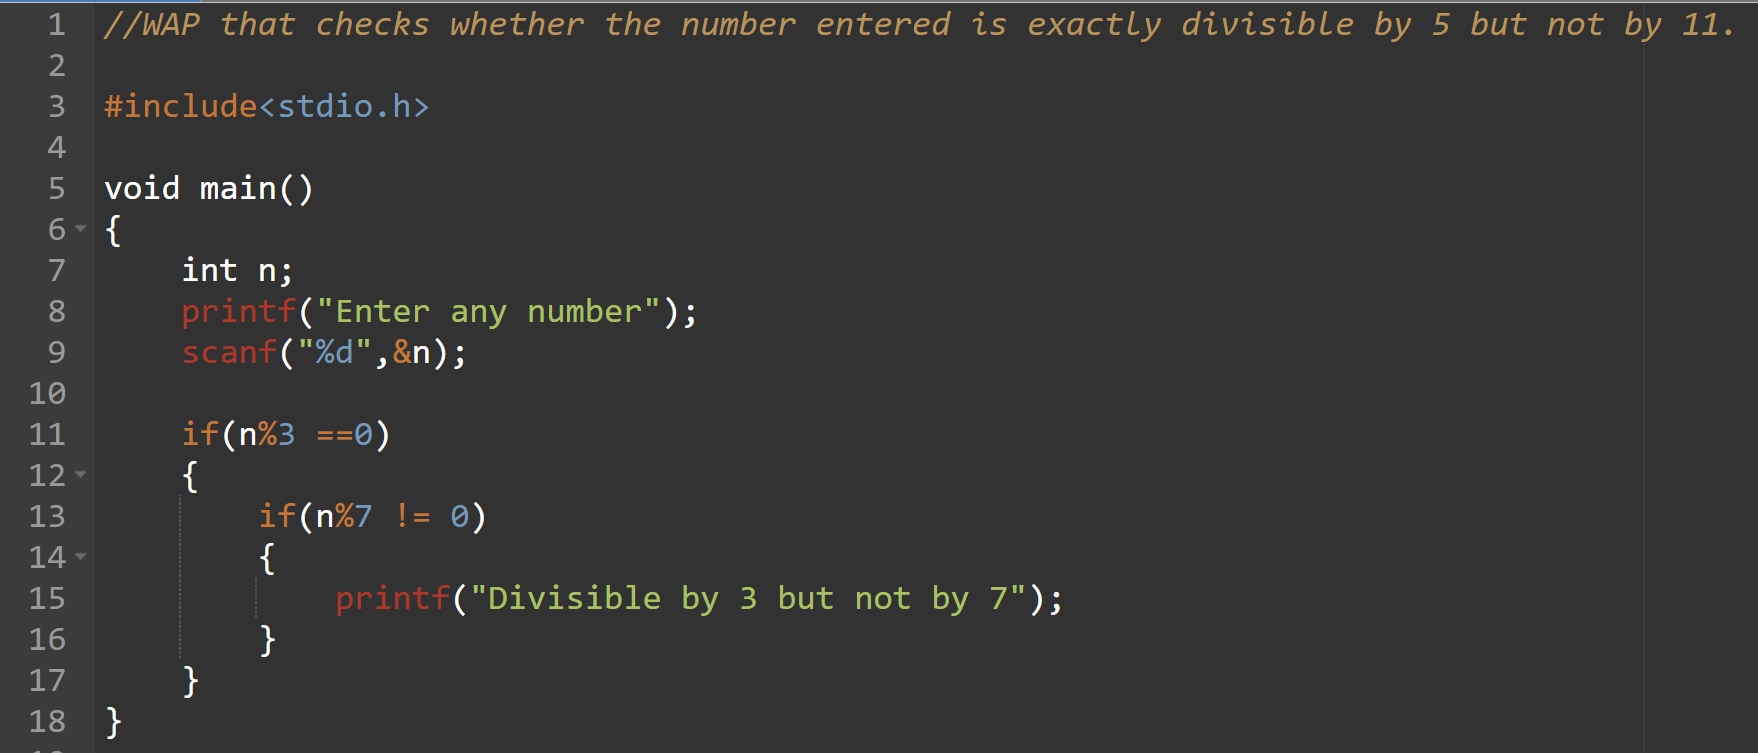 1 //WAP that checks whether the number entered is exactly divisible by 5 but not by 11.
2
3 #include<stdio.h>
4
5 void main()
6 {
7     int n;
8     printf("Enter any number");
9     scanf("%d",&n);
10
11     if(n%3 ==0)
12     {
13         if(n%7 != 0)
14         {
15             printf("Divisible by 3 but not by 7");
16         }
17     }
18 }